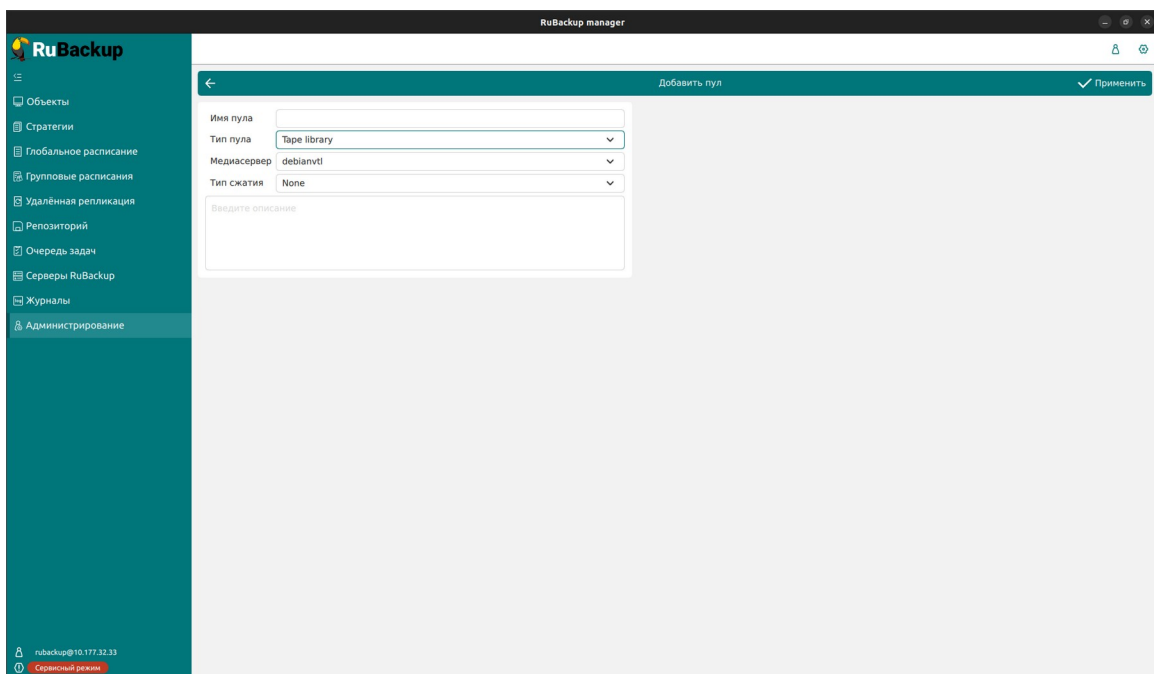 RuBackup manager
RuBackup
Объекты
Стратегии
Глобальное расписание
Групповые расписания
Удалённая репликация
Репозиторий
Очередь задач
Серверы RuBackup
Журналы
Администрирование
rubackup@10.177.32.33
Сервисный режим
Добавить пул
Применить
Имя пула
Тип пула Tape library
Медиасервер debianvtl
Тип сжатия None
Введите описание